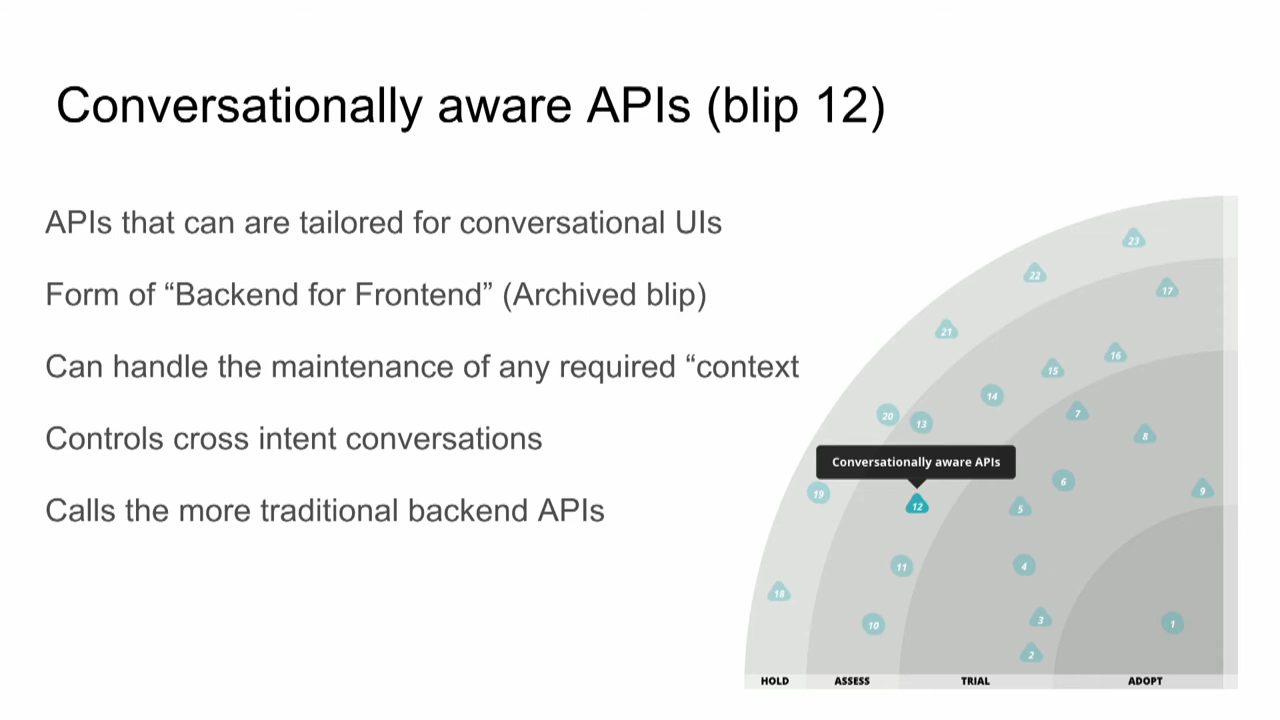 Conversationally aware APIs (blip 12)
APIs that can are tailored for conversational UIs
Form of “Backend for Frontend” (Archived blip)
Can handle the maintenance of any required “context
Controls cross intent conversations
Calls the more traditional backend APIs
23
22
17
21
16
15
14
7
20
13
8
Conversationally aware APIs
6
9
19
12
5
11
4
18
3
10
1
2
HOLD ASSESS TRIAL ADOPT